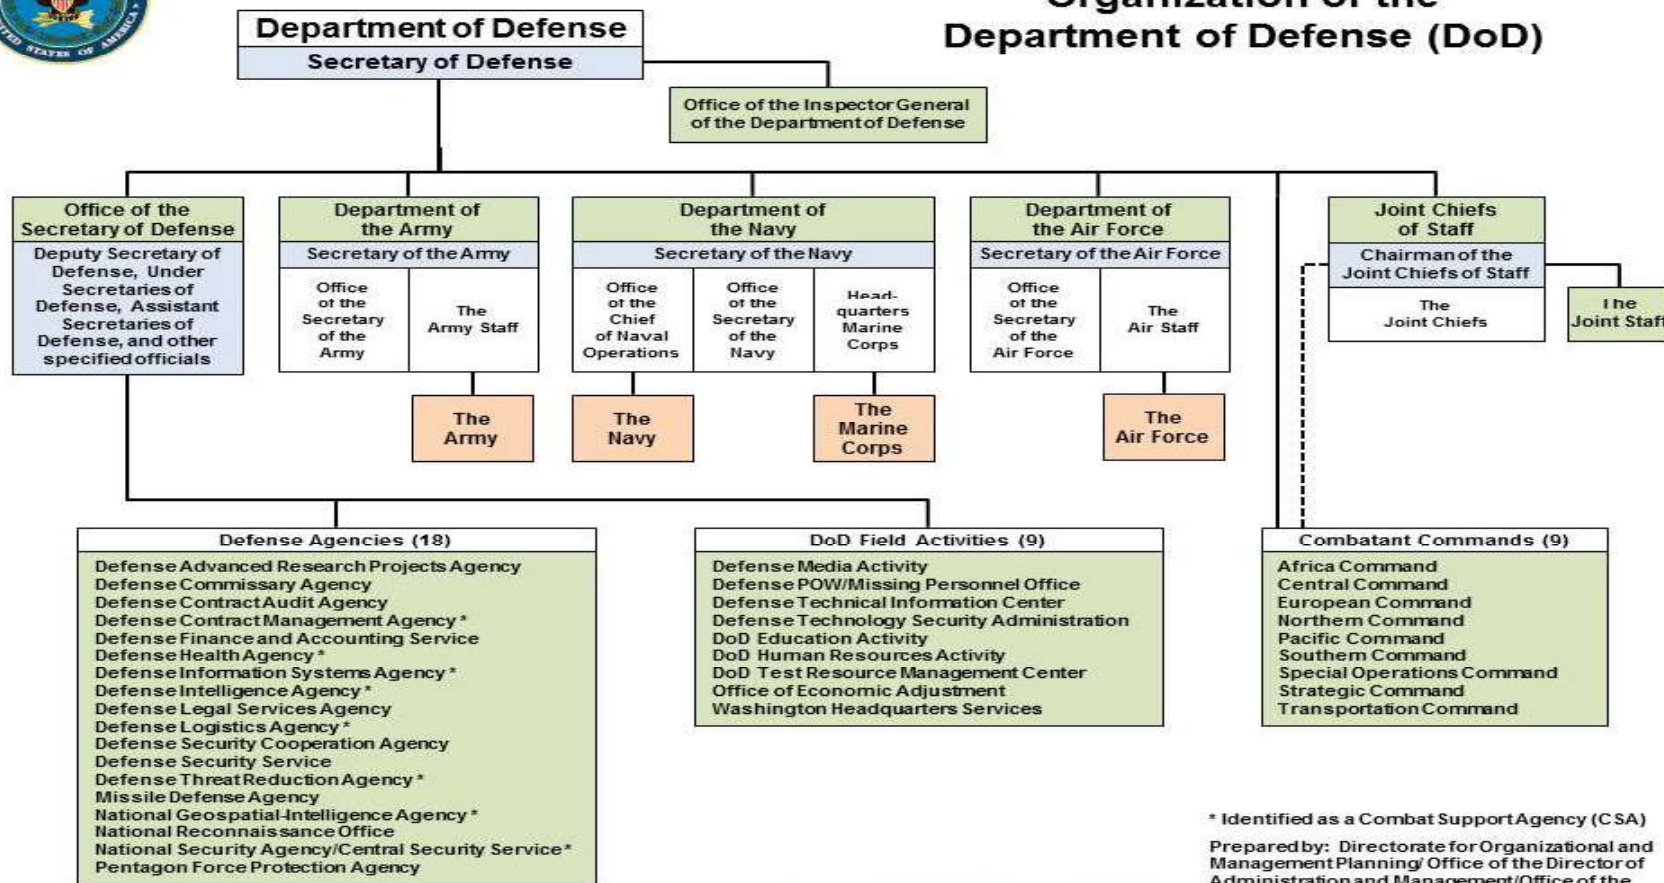 Organization of the
Department of Defense (DoD)
UNITED STATES OF AMERICA
Department of Defense
Secretary of Defense
Office of the Inspector General
of the Department of Defense
Office of the
Secretary of Defense
Deputy Secretary of
Defense, Under
Secretaries of
Defense, Assistant
Secretaries of
Defense, and other
specified officials
Department of
the Army
Secretary of the Army
Office
of the
Secretary
of the
Army
The
Army Staff
The
Army
Department of
the Navy
Secretary of the Navy
Office
of the
Chief
of Naval
Operations
Office
of the
Secretary
of the
Navy
Head-
quarters
Marine
Corps
The
Navy
The
Marine
Corps
Department of
the Air Force
Secretary of the Air Force
Office
of the
Secretary
of the
Air Force
The
Air Staff
The
Air Force
Joint Chiefs
of Staff
Chairman of the
Joint Chiefs of Staff
The
Joint Chiefs
The
Joint Staff
Defense Agencies (18)
Defense Advanced Research Projects Agency
Defense Commissary Agency
Defense Contract Audit Agency
Defense Contract Management Agency *
Defense Finance and Accounting Service
Defense Health Agency *
Defense Information Systems Agency *
Defense Intelligence Agency *
Defense Legal Services Agency
Defense Logistics Agency *
Defense Security Cooperation Agency
Defense Security Service
Defense Threat Reduction Agency *
Missile Defense Agency
National Geospatial-Intelligence Agency *
National Reconnaissance Office
National Security Agency/Central Security Service *
Pentagon Force Protection Agency
DoD Field Activities (9)
Defense Media Activity
Defense POW/Missing Personnel Office
Defense Technical Information Center
Defense Technology Security Administration
DoD Education Activity
DoD Human Resources Activity
DoD Test Resource Management Center
Office of Economic Adjustment
Washington Headquarters Services
Combatant Commands (9)
Africa Command
Central Command
European Command
Northern Command
Pacific Command
Southern Command
Special Operations Command
Strategic Command
Transportation Command
* Identified as a Combat Support Agency (CSA)
Prepared by: Directorate for Organizational and
Management Planning/ Office of the Director of
Administration and Management/Office of the